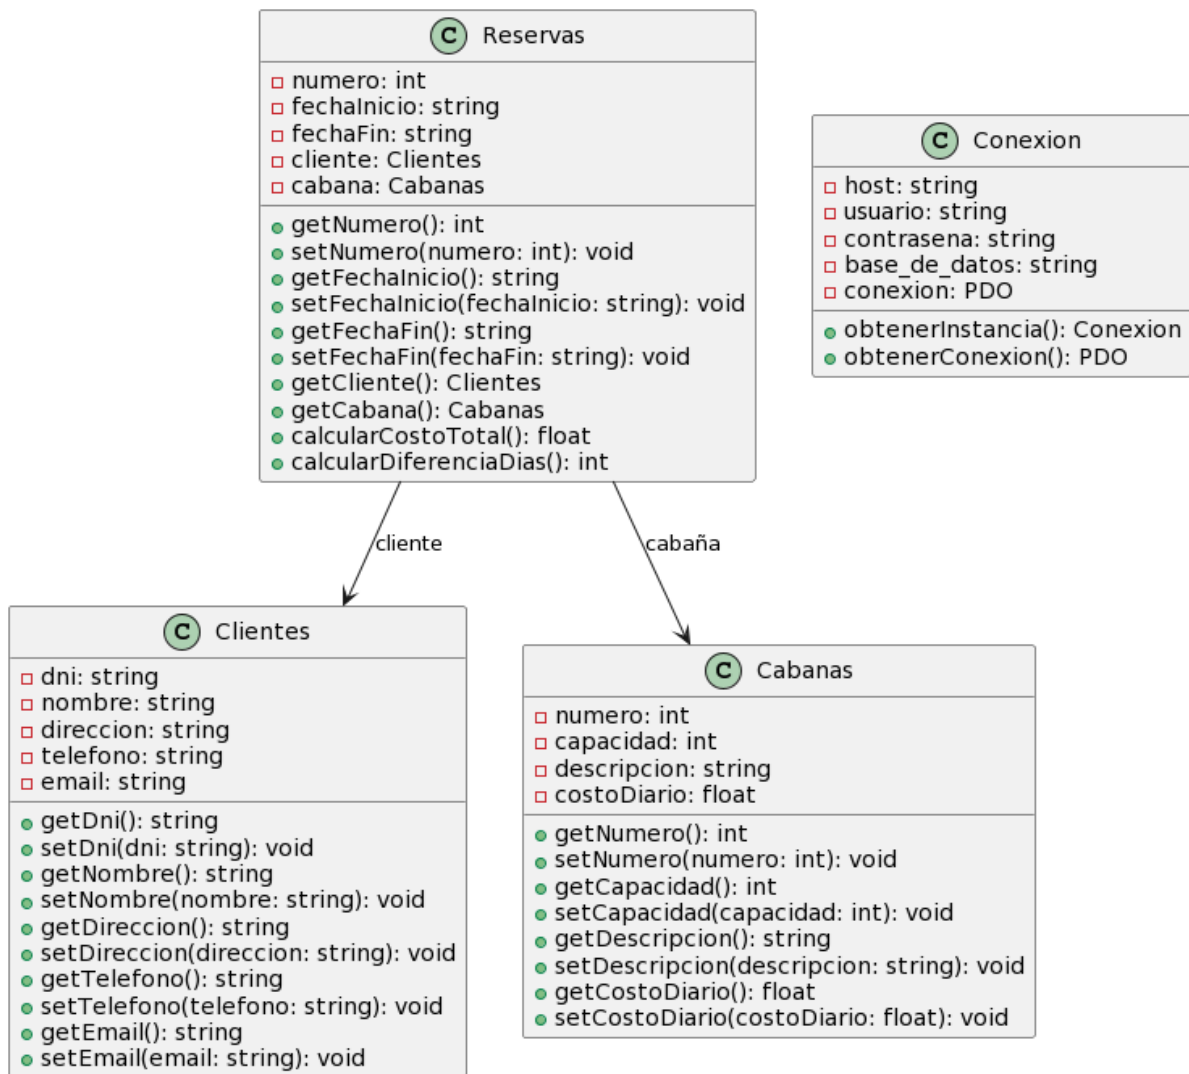 C Reservas
numero: int
fechaInicio: string
fechaFin: string
cliente: Clientes
cabana: Cabanas
getNumero(): int
setNumero(numero: int): void
getFechaInicio(): string
setFechaInicio(fechaInicio: string): void
getFechaFin(): string
setFechaFin(fechaFin: string): void
getCliente(): Clientes
getCabana(): Cabanas
calcularCostoTotal(): float
calcularDiferenciaDias(): int
C Conexion
host: string
usuario: string
contrasena: string
base_de_datos: string
conexion: PDO
obtenerInstancia(): Conexion
obtenerConexion(): PDO
cliente
cabaña
C Clientes
dni: string
nombre: string
direccion: string
telefono: string
email: string
getDni(): string
setDni(dni: string): void
getNombre(): string
setNombre(nombre: string): void
getDireccion(): string
setDireccion(direccion: string): void
getTelefono(): string
setTelefono(telefono: string): void
getEmail(): string
setEmail(email: string): void
C Cabanas
numero: int
capacidad: int
descripcion: string
costoDiario: float
getNumero(): int
setNumero(numero: int): void
getCapacidad(): int
setCapacidad(capacidad: int): void
getDescripcion(): string
setDescripcion(descripcion: string): void
getCostoDiario(): float
setCostoDiario(costoDiario: float): void